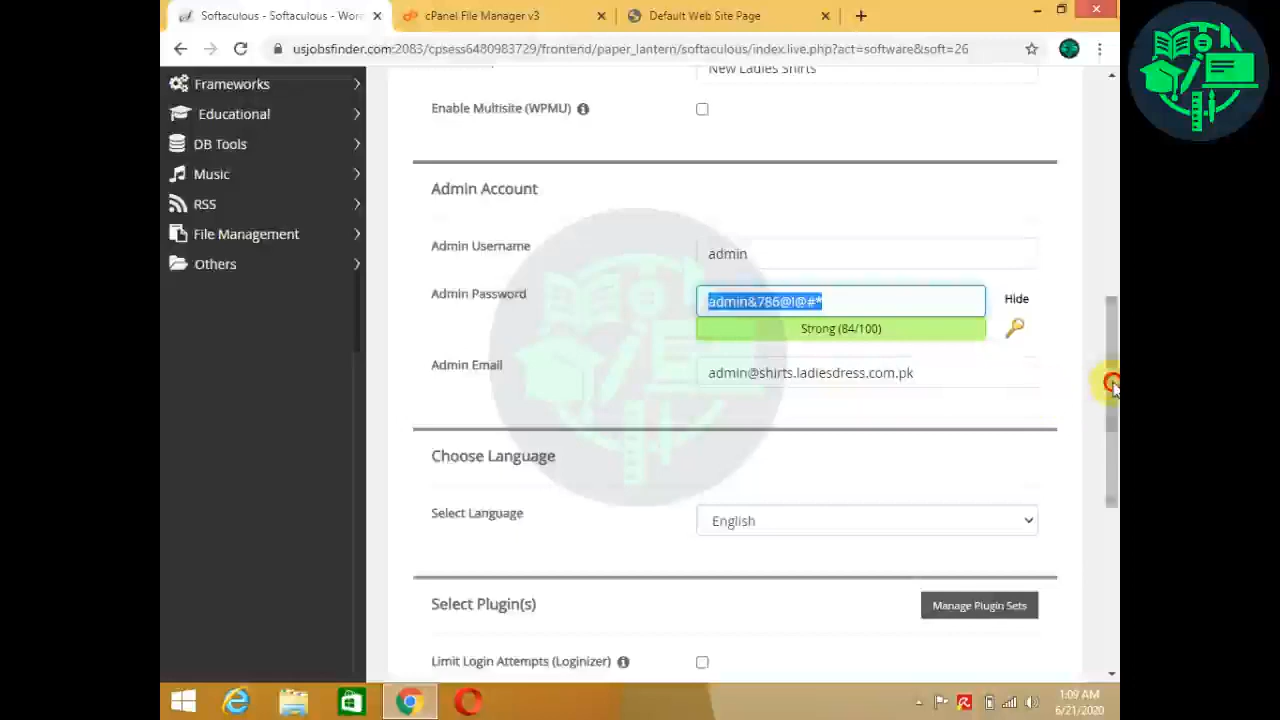 Softaculous - Softaculous - Wor
cPanel File Manager v3
Default Web Site Page
usjobsfinder.com:2083/cpsess6480983729/frontend/paper_lantern/softaculous/index.live.php?act=software&soft=26
Frameworks
Educational
DB Tools
Music
RSS
File Management
Others
New Ladies Shirts
Enable Multisite (WPMU)
Admin Account
Admin Username
admin
Admin Password
admin&786@!@#*
Hide
Strong (84/100)
Admin Email
admin@shirts.ladiesdress.com.pk
Choose Language
Select Language
English
Select Plugin(s)
Manage Plugin Sets
Limit Login Attempts (Loginizer)
1:09 AM
6/21/2020